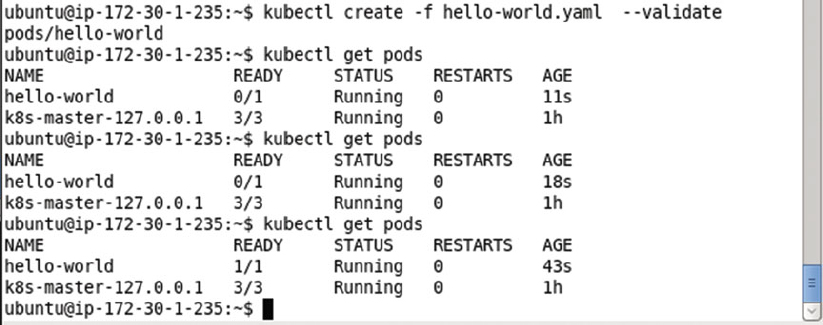 ubuntu@ip-172-30-1-235:~$ kubectl create -f hello-world.yaml  --validate
pods/hello-world
ubuntu@ip-172-30-1-235:~$ kubectl get pods
NAME                   READY     STATUS    RESTARTS   AGE
hello-world            0/1       Running   0          11s
k8s-master-127.0.0.1   3/3       Running   0          1h
ubuntu@ip-172-30-1-235:~$ kubectl get pods
NAME                   READY     STATUS    RESTARTS   AGE
hello-world            0/1       Running   0          18s
k8s-master-127.0.0.1   3/3       Running   0          1h
ubuntu@ip-172-30-1-235:~$ kubectl get pods
NAME                   READY     STATUS    RESTARTS   AGE
hello-world            1/1       Running   0          43s
k8s-master-127.0.0.1   3/3       Running   0          1h
ubuntu@ip-172-30-1-235:~$